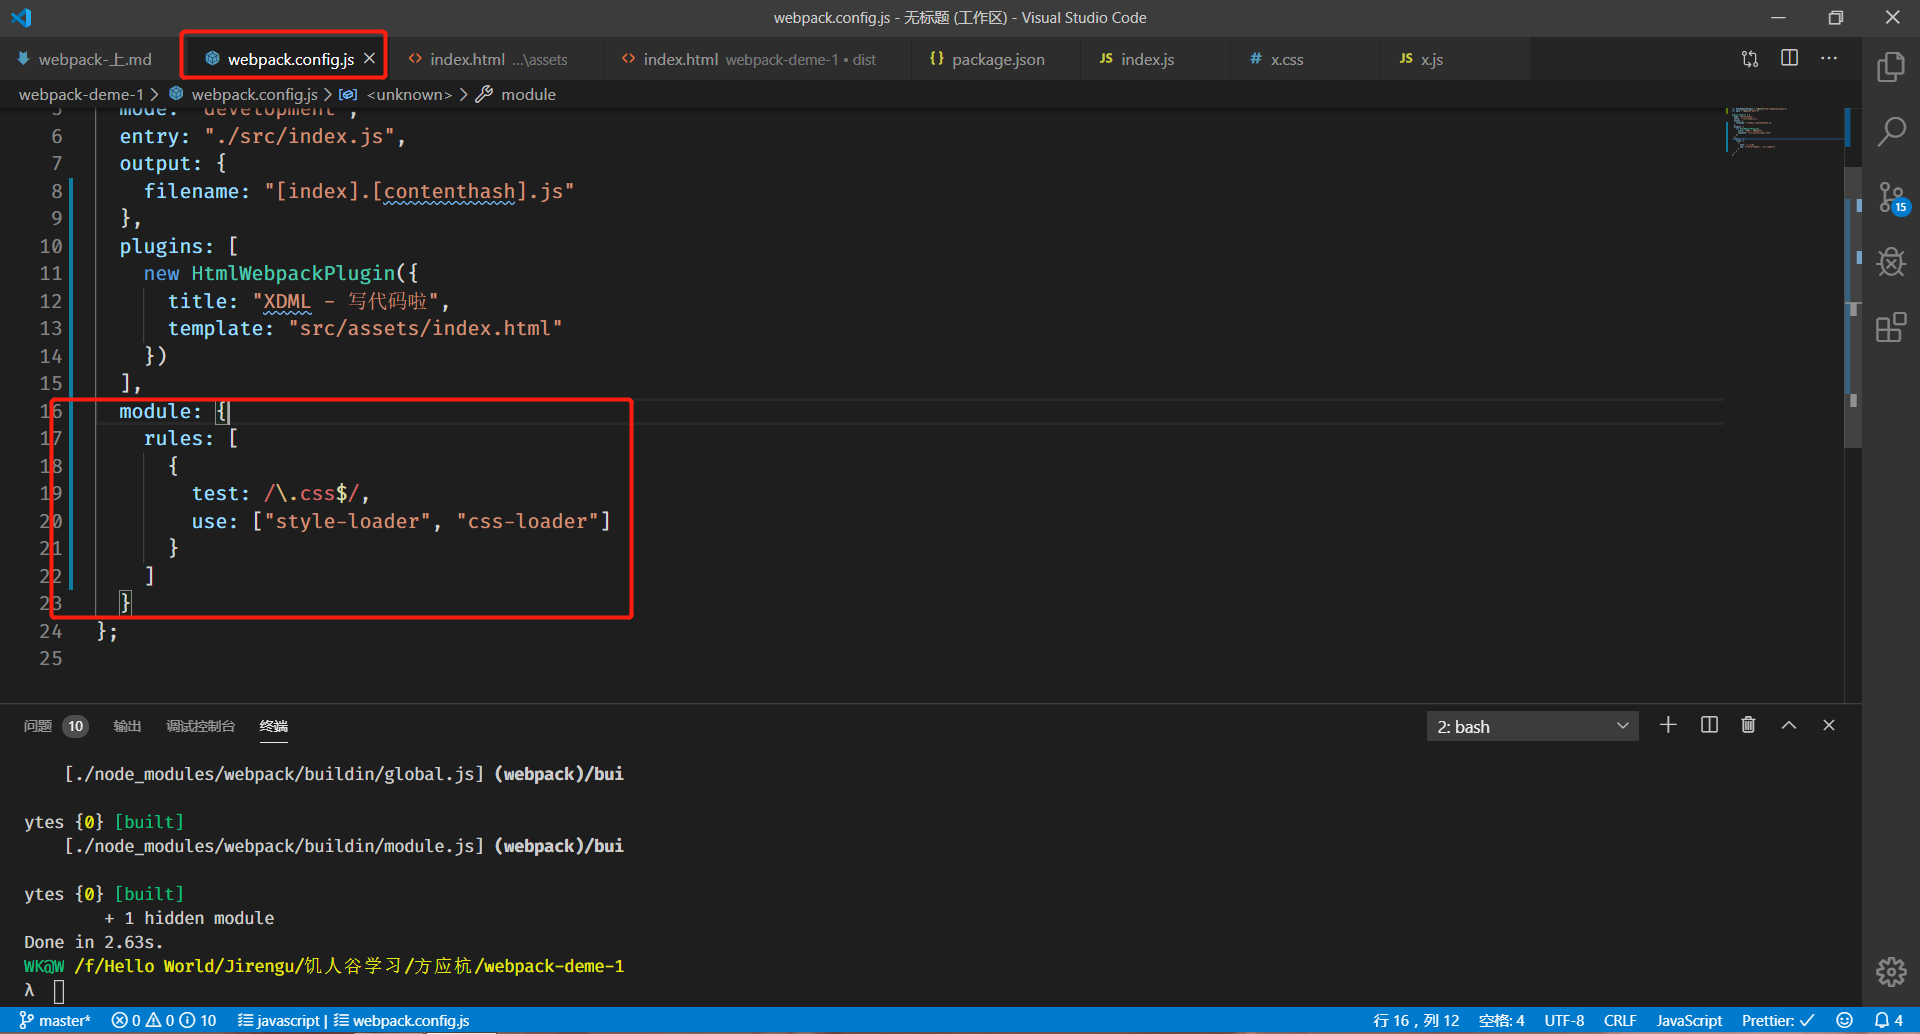 webpack.config.js - 无标题 (工作区) - Visual Studio Code
webpack-上.md webpack.config.js index.html ...\assets index.html webpack-deme-1 • dist package.json index.js x.css x.js
webpack-deme-1 webpack.config.js <unknown> module
5 mode: "development",
6 entry: "./src/index.js",
7 output: {
8 filename: "[index].[contenthash].js"
9 },
10 plugins: [
11 new HtmlWebpackPlugin({
12 title: "XDML - 写代码啦",
13 template: "src/assets/index.html"
14 })
15 ],
16 module: {
17 rules: [
18 {
19 test: /\.css$/,
20 use: ["style-loader", "css-loader"]
21 }
22 ]
23 }
24 };
25
15
问题 10 输出 调试控制台 终端 2: bash
[./node_modules/webpack/buildin/global.js] (webpack)/bui
ytes {0} [built]
[./node_modules/webpack/buildin/module.js] (webpack)/bui
ytes {0} [built]
+ 1 hidden module
Done in 2.63s.
WK@W /f/Hello World/Jirengu/饥人谷学习/方应杭/webpack-deme-1
λ
master* 0 0 10 javascript | webpack.config.js 行 16，列 12 空格: 4 UTF-8 CRLF JavaScript Prettier: ✓ 4